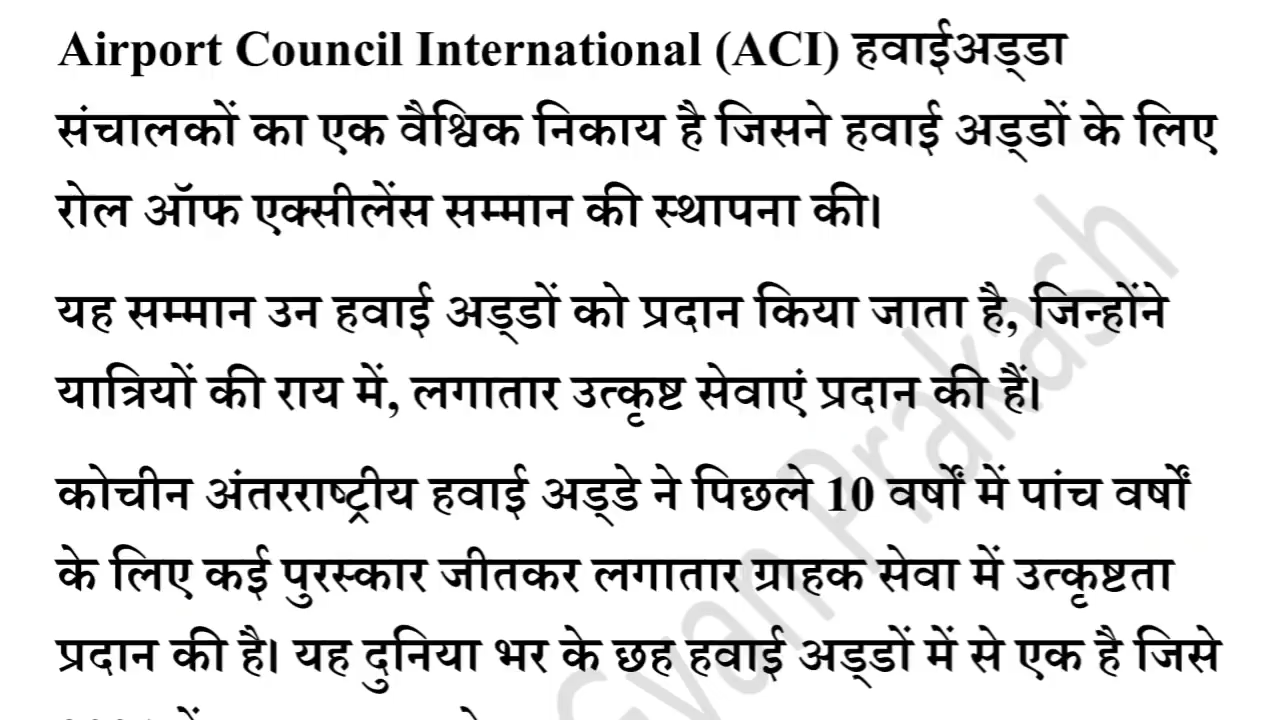 Airport Council International (ACI) हवाईअड्डा
संचालकों का एक वैश्विक निकाय है जिसने हवाई अड्डों के लिए
रोल ऑफ एक्सीलेंस सम्मान की स्थापना की।
यह सम्मान उन हवाई अड्डों को प्रदान किया जाता है, जिन्होंने
यात्रियों की राय में, लगातार उत्कृष्ट सेवाएं प्रदान की हैं।
कोचीन अंतरराष्ट्रीय हवाई अड्डे ने पिछले 10 वर्षों में पांच वर्षों
के लिए कई पुरस्कार जीतकर लगातार ग्राहक सेवा में उत्कृष्टता
प्रदान की है। यह दुनिया भर के छह हवाई अड्डों में से एक है जिसे
Gyan Prakash